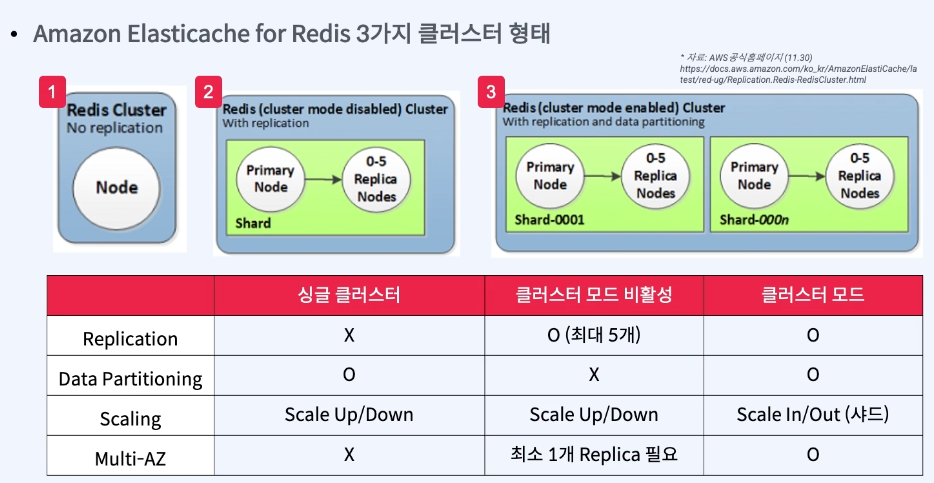 • Amazon Elasticache for Redis 3가지 클러스터 형태
* 자료: AWS공식홈페이지 (11.30)
https://docs.aws.amazon.com/ko_kr/AmazonElastiCache/la
test/red-ug/Replication.Redis-RedisCluster.html
1
Redis Cluster
No replication
Node
2
Redis (cluster mode disabled) Cluster
With replication
Primary
Node
0-5
Replica
Nodes
Shard
3
Redis (cluster mode enabled) Cluster
With replication and data partitioning
Primary
Node
0-5
Replica
Nodes
Shard-0001
Primary
Node
0-5
Replica
Nodes
Shard-000n
싱글 클러스터 클러스터 모드 비활성 클러스터 모드
Replication X O (최대 5개) O
Data Partitioning O X O
Scaling Scale Up/Down Scale Up/Down Scale In/Out (샤드)
Multi-AZ X 최소 1개 Replica 필요 O